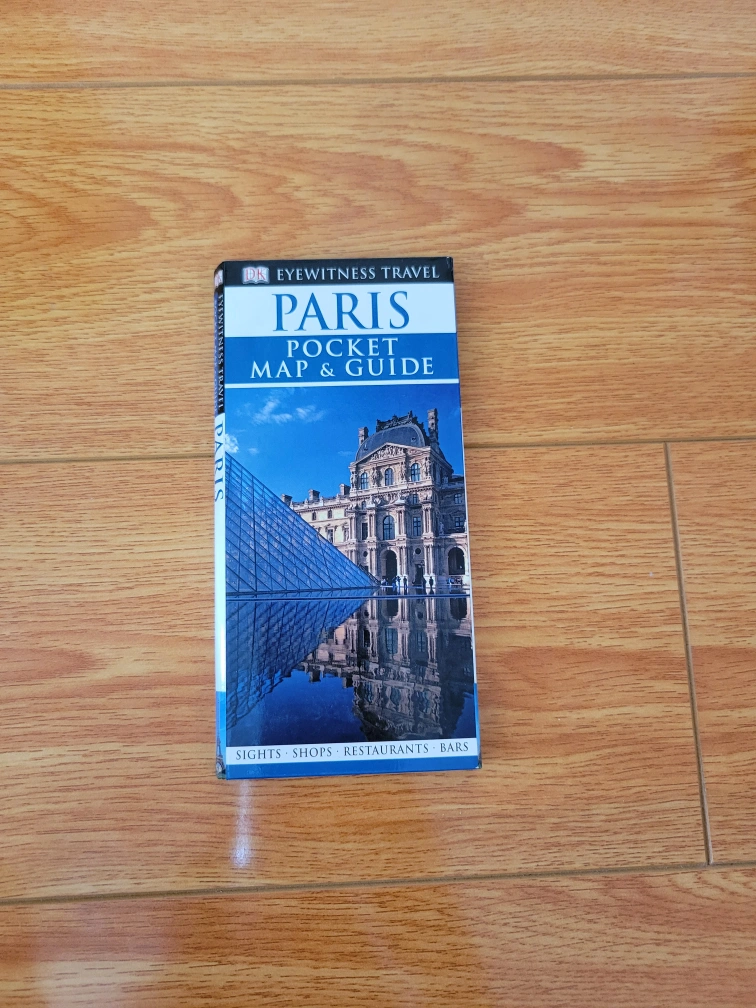 DK EYEWITNESS TRAVEL
PARIS
POCKET
MAP & GUIDE
SIGHTS · SHOPS · RESTAURANTS · BARS
EYEWITNESS TRAVEL
PARIS